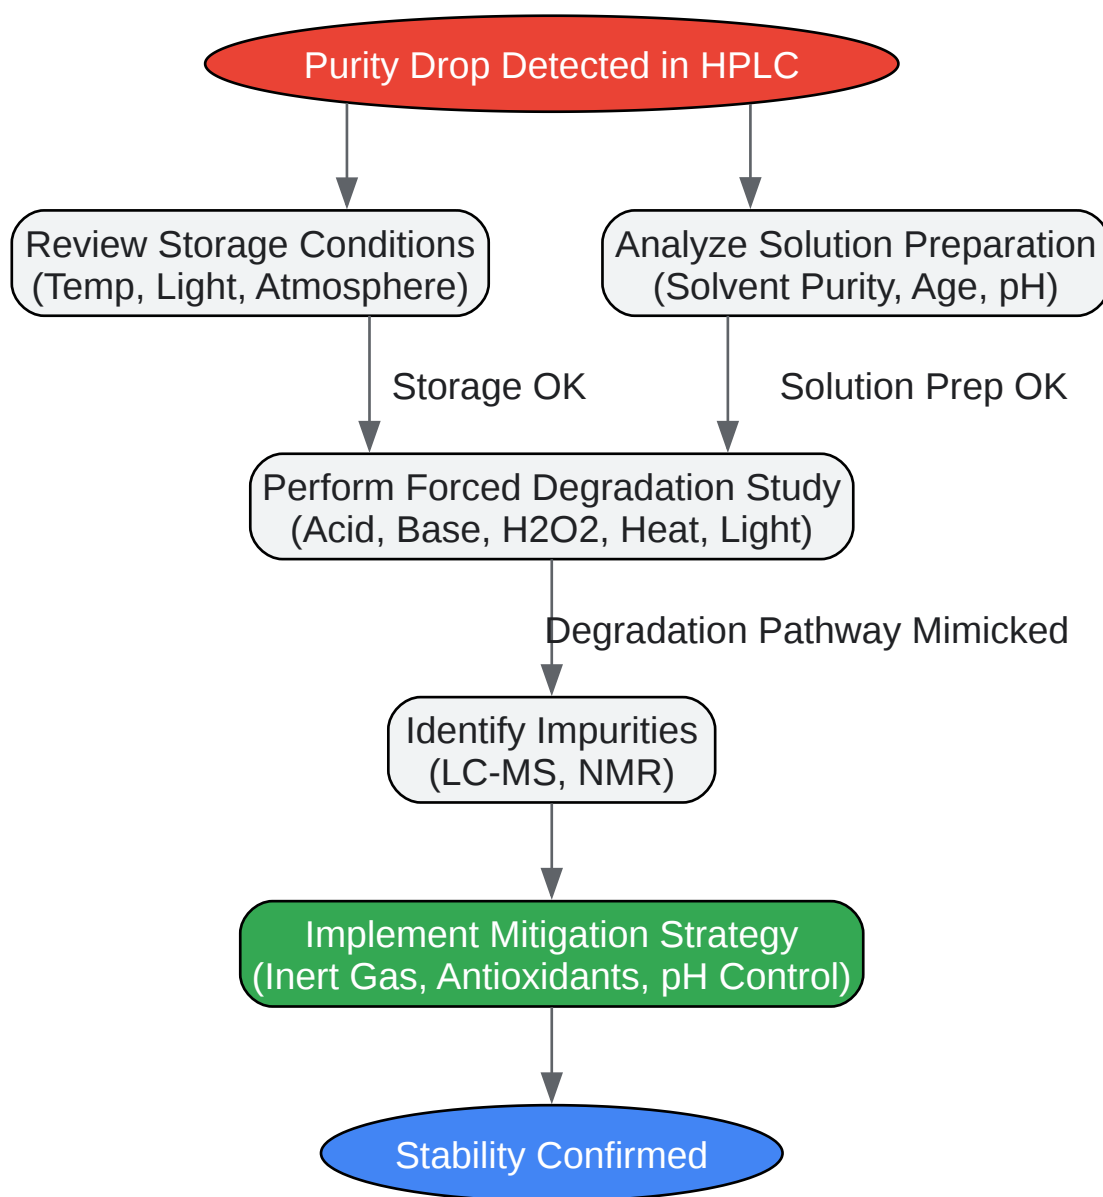 Purity Drop Detected in HPLC
Review Storage Conditions
(Temp, Light, Atmosphere)
Analyze Solution Preparation
(Solvent Purity, Age, pH)
Storage OK
Solution Prep OK
Perform Forced Degradation Study
(Acid, Base, H2O2, Heat, Light)
Degradation Pathway Mimicked
Identify Impurities
(LC-MS, NMR)
Implement Mitigation Strategy
(Inert Gas, Antioxidants, pH Control)
Stability Confirmed